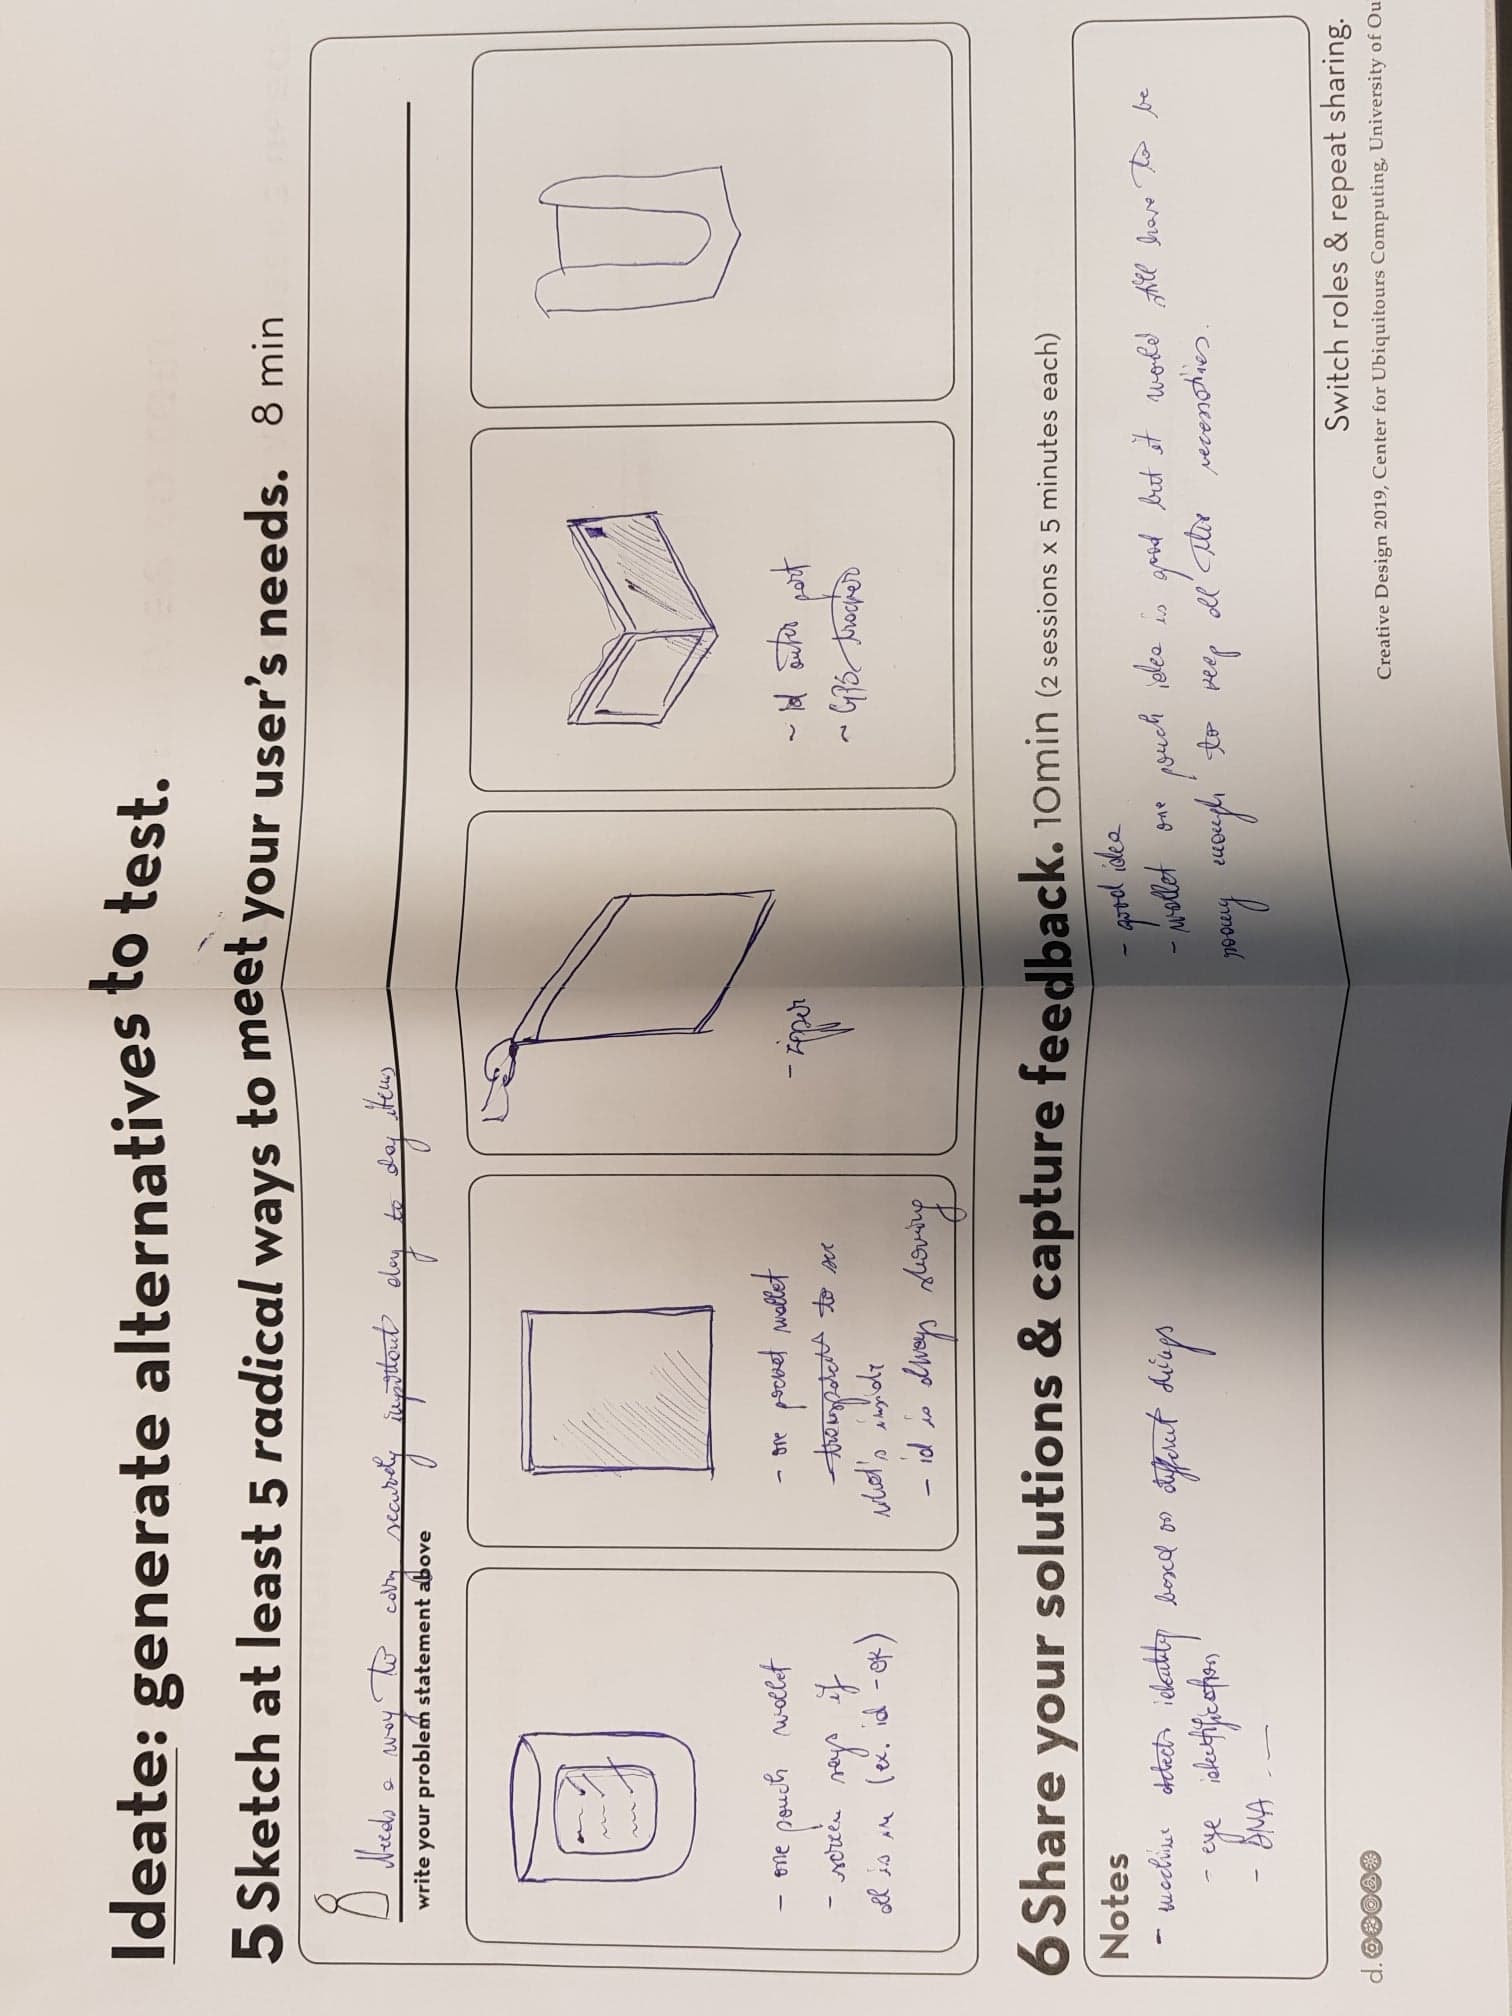 Ideate: generate alternatives to test.
5 Sketch at least 5 radical ways to meet your user's needs. 8 min
Needs a way to carry securely important day to day items
write your problem statement above
- one pouch wallet
- screen says if
all is in (ex. id - ok)
- one pocket wallet
- transparent to see
what's inside
- id is always showing
- zipper
~ id outer part
~ GPS tracker
6 Share your solutions & capture feedback. 10min (2 sessions x 5 minutes each)
Notes
- machine detects identity based on different things
- eye identification
- DNA
- good idea
- wallet one pouch idea is good but it would still have to be
roomy enough to keep all the necessities.
Switch roles & repeat sharing.
d.
Creative Design 2019, Center for Ubiquitours Computing, University of Ou